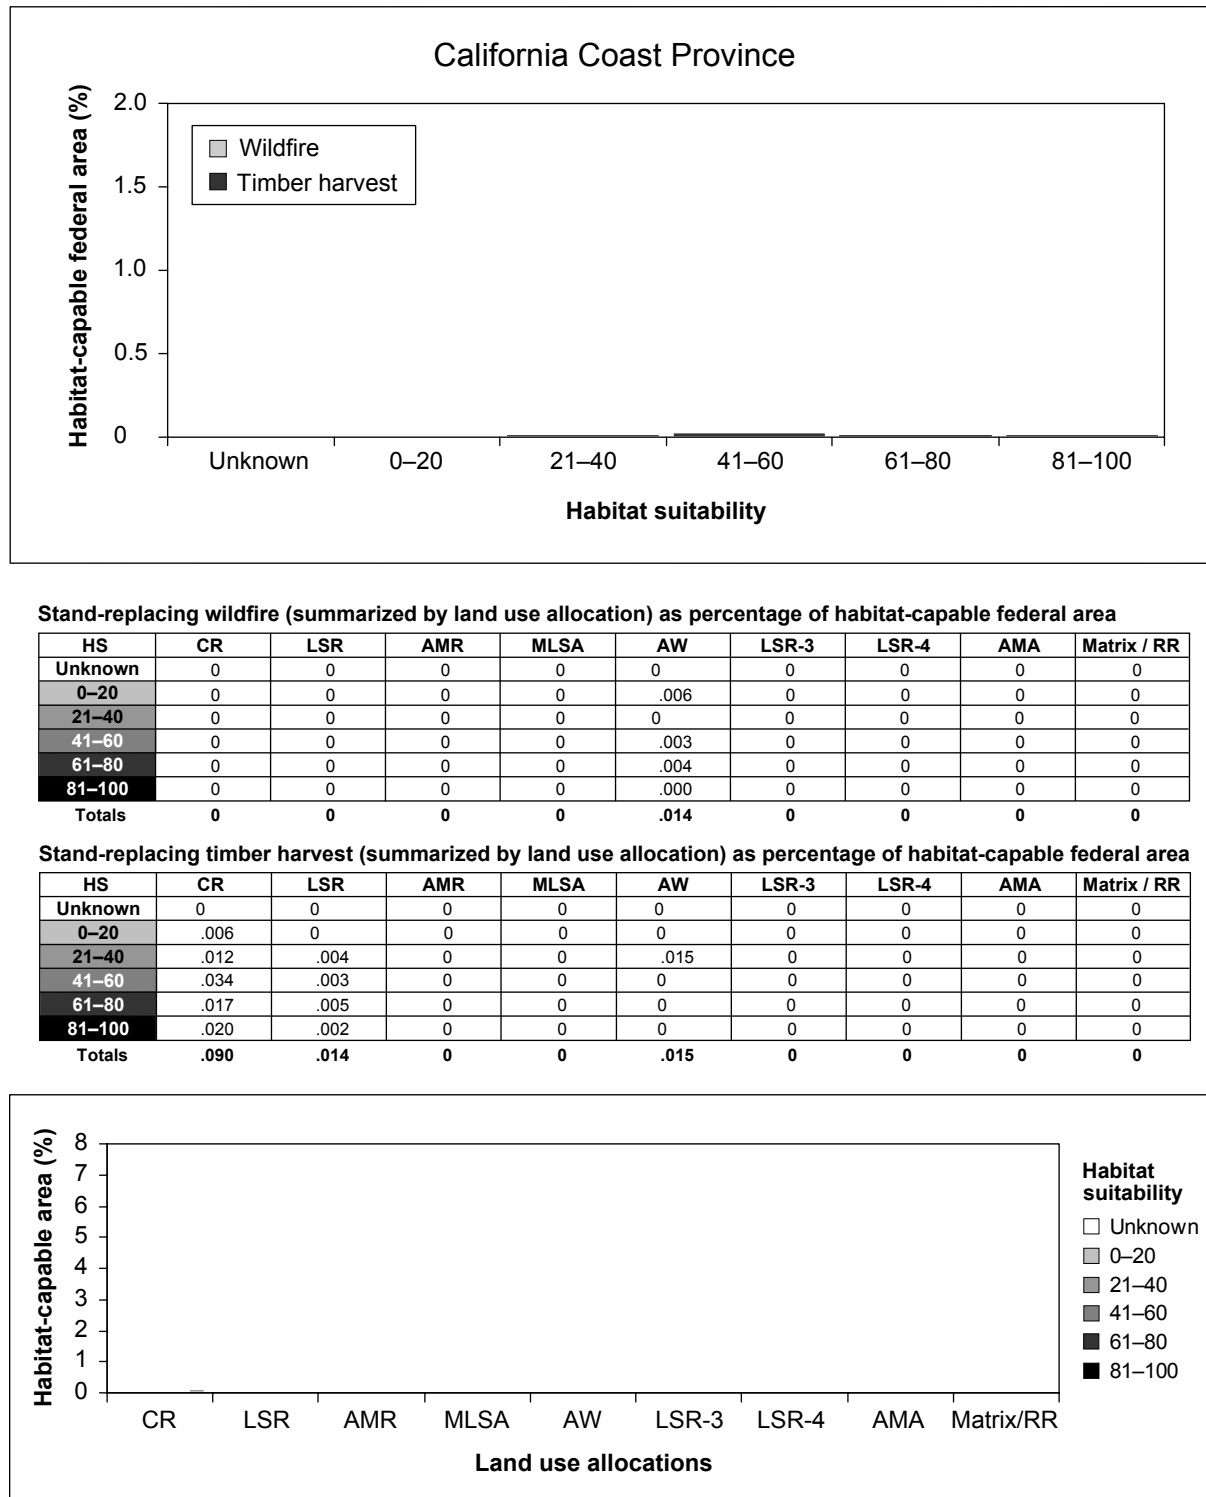 California Coast Province
Habitat-capable federal area (%)
2.0
1.5
1.0
0.5
0
Wildfire
Timber harvest
Unknown 0–20 21–40 41–60 61–80 81–100
Habitat suitability
Stand-replacing wildfire (summarized by land use allocation) as percentage of habitat-capable federal area
HS CR LSR AMR MLSA AW LSR-3 LSR-4 AMA Matrix / RR
Unknown 0 0 0 0 0 0 0 0 0
0–20 0 0 0 0 .006 0 0 0 0
21–40 0 0 0 0 0 0 0 0 0
41–60 0 0 0 0 .003 0 0 0 0
61–80 0 0 0 0 .004 0 0 0 0
81–100 0 0 0 0 .000 0 0 0 0
Totals 0 0 0 0 .014 0 0 0 0
Stand-replacing timber harvest (summarized by land use allocation) as percentage of habitat-capable federal area
HS CR LSR AMR MLSA AW LSR-3 LSR-4 AMA Matrix / RR
Unknown 0 0 0 0 0 0 0 0 0
0–20 .006 0 0 0 0 0 0 0 0
21–40 .012 .004 0 0 .015 0 0 0 0
41–60 .034 .003 0 0 0 0 0 0 0
61–80 .017 .005 0 0 0 0 0 0 0
81–100 .020 .002 0 0 0 0 0 0 0
Totals .090 .014 0 0 .015 0 0 0 0
Habitat-capable area (%)
8
7
6
5
4
3
2
1
0
CR LSR AMR MLSA AW LSR-3 LSR-4 AMA Matrix/RR
Land use allocations
Habitat
suitability
Unknown
0–20
21–40
41–60
61–80
81–100